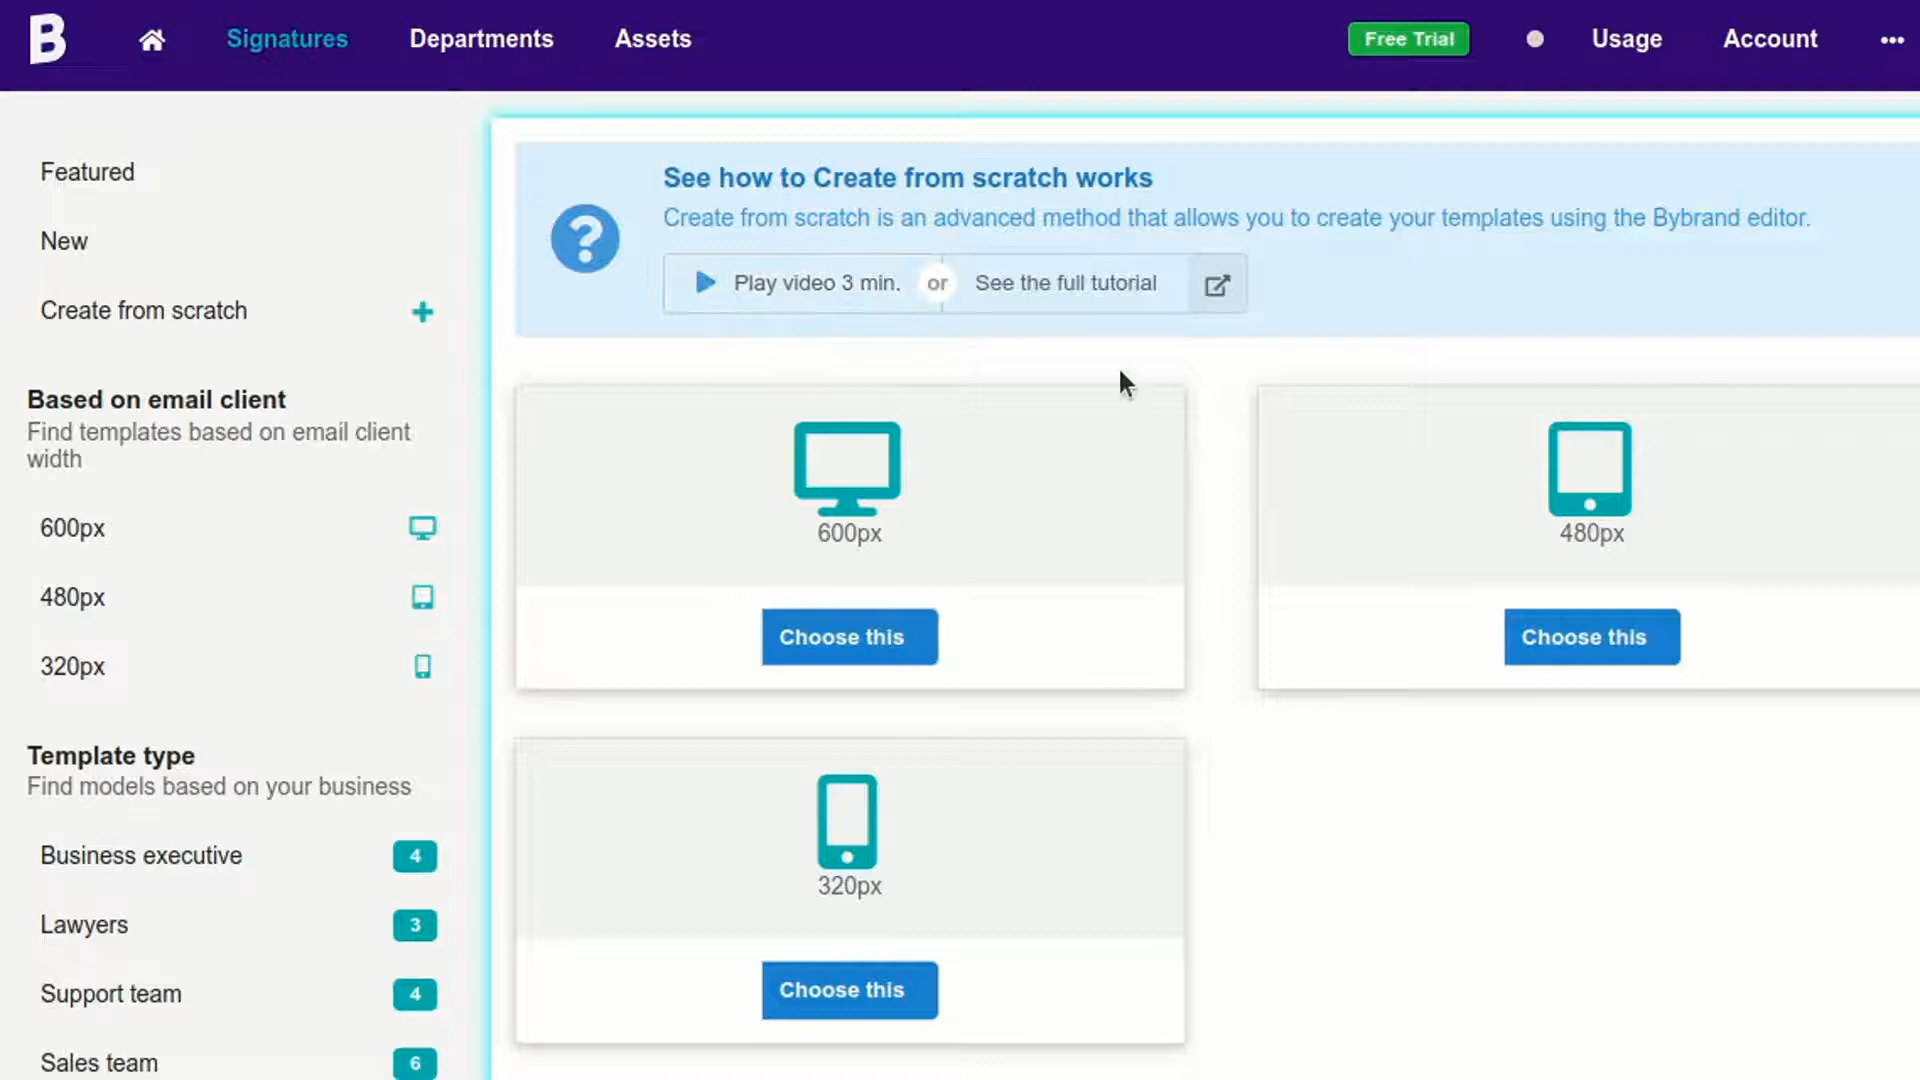 B
Signatures
Departments
Assets
Free Trial
Usage
Account
Featured
New
Create from scratch
Based on email client
Find templates based on email client
width
600px
480px
320px
Template type
Find models based on your business
Business executive 4
Lawyers 3
Support team 4
Sales team 6
See how to Create from scratch works
Create from scratch is an advanced method that allows you to create your templates using the Bybrand editor.
Play video 3 min. or See the full tutorial
600px
Choose this
480px
Choose this
320px
Choose this